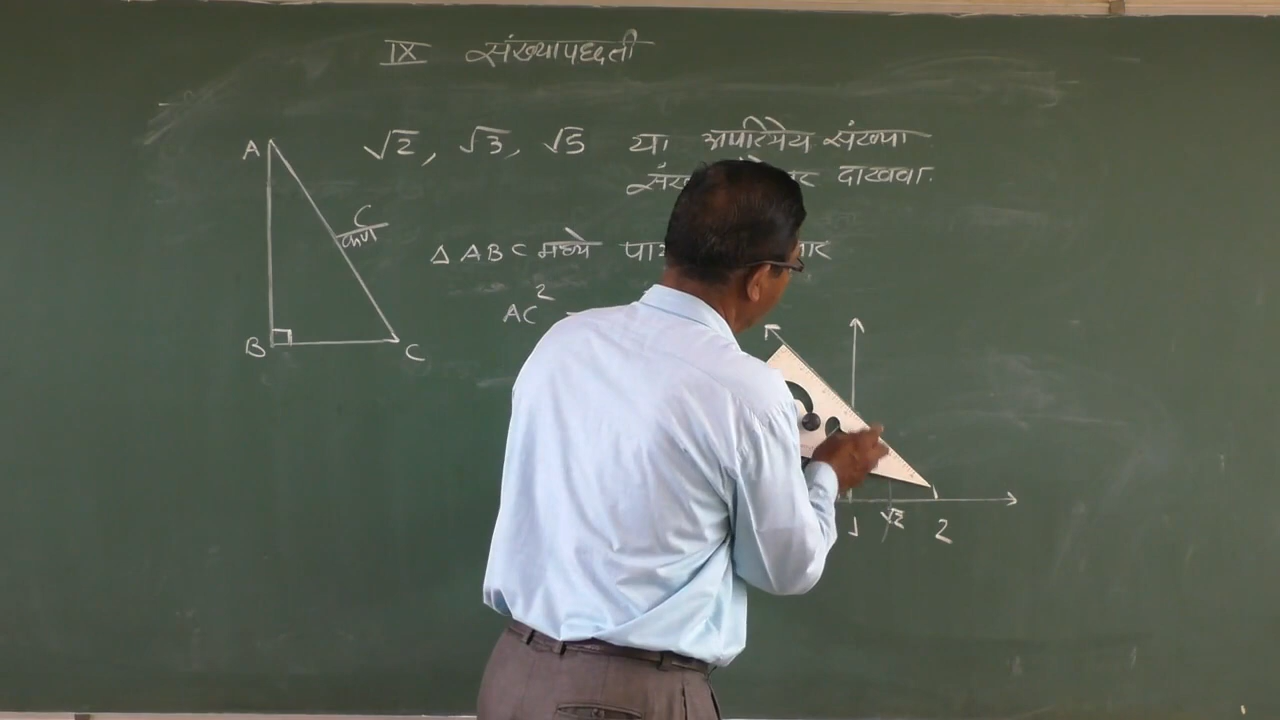 IX संख्यापद्धती
√2, √3, √5 या अपरिमेय संख्या
दाखवा.
A
C
कर्ण
B
C
△ABC मध्ये
AC²
1 √2 2